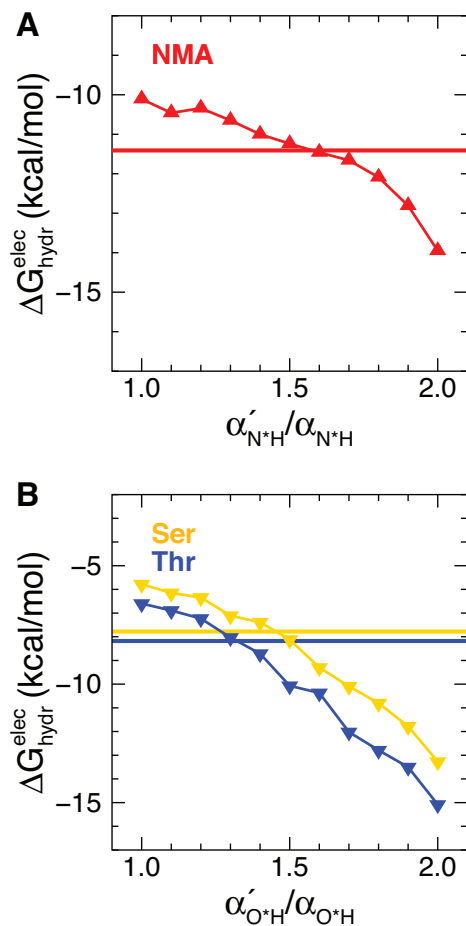 A
NMA
ΔG^elec_hydr (kcal/mol)
−10
−15
1.0 1.5 2.0
α′_N*H/α_N*H
B
Ser
Thr
ΔG^elec_hydr (kcal/mol)
−5
−10
−15
1.0 1.5 2.0
α′_O*H/α_O*H